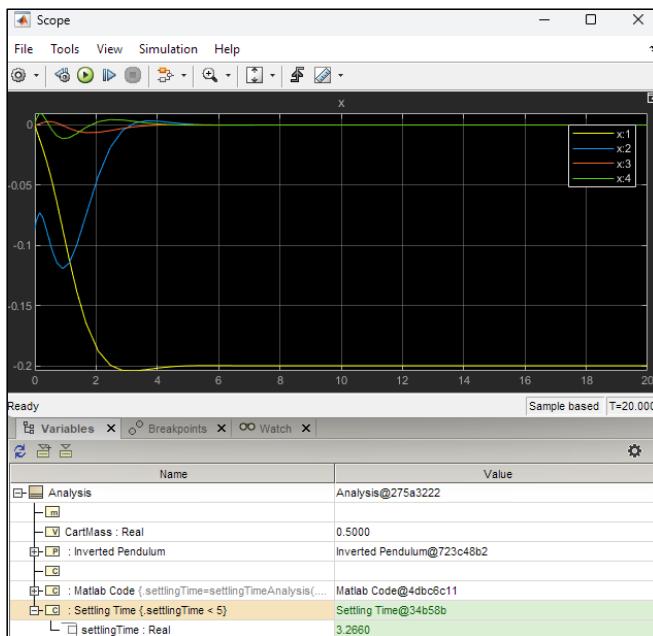 Scope
File Tools View Simulation Help
x
0
-0.05
-0.1
-0.15
-0.2
x:1
x:2
x:3
x:4
0 2 4 6 8 10 12 14 16 18 20
Ready Sample based T=20.000
Variables Breakpoints Watch
Name Value
Analysis Analysis@275a3222
m
V CartMass : Real 0.5000
P : Inverted Pendulum Inverted Pendulum@723c48b2
C
C : Matlab Code {.settlingTime=settlingTimeAnalysis(.... Matlab Code@4dbc6c11
C : Settling Time {.settlingTime < 5} Settling Time@34b58b
settlingTime : Real 3.2660